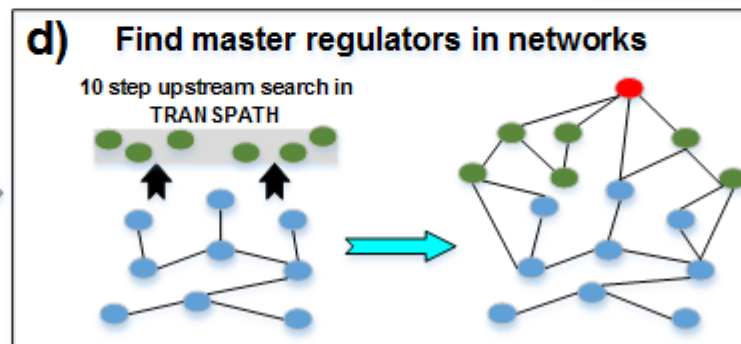 d) Find master regulators in networks
10 step upstream search in
TRANSPATH